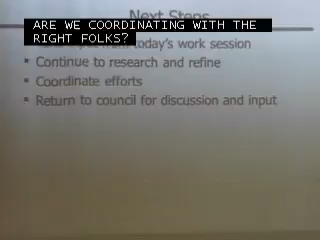 Next Steps
ARE WE COORDINATING WITH THE
RIGHT FOLKS?
today's work session
▪ Continue to research and refine
▪ Coordinate efforts
▪ Return to council for discussion and input